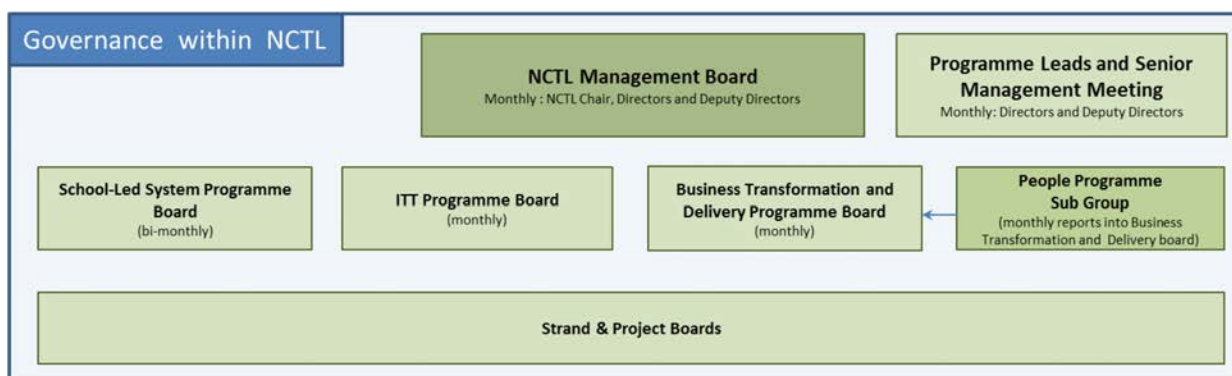 Governance within NCTL
NCTL Management Board
Monthly : NCTL Chair, Directors and Deputy Directors
Programme Leads and Senior
Management Meeting
Monthly: Directors and Deputy Directors
School-Led System Programme
Board
(bi-monthly)
ITT Programme Board
(monthly)
Business Transformation and
Delivery Programme Board
(monthly)
People Programme
Sub Group
(monthly reports into Business
Transformation and Delivery board)
Strand & Project Boards